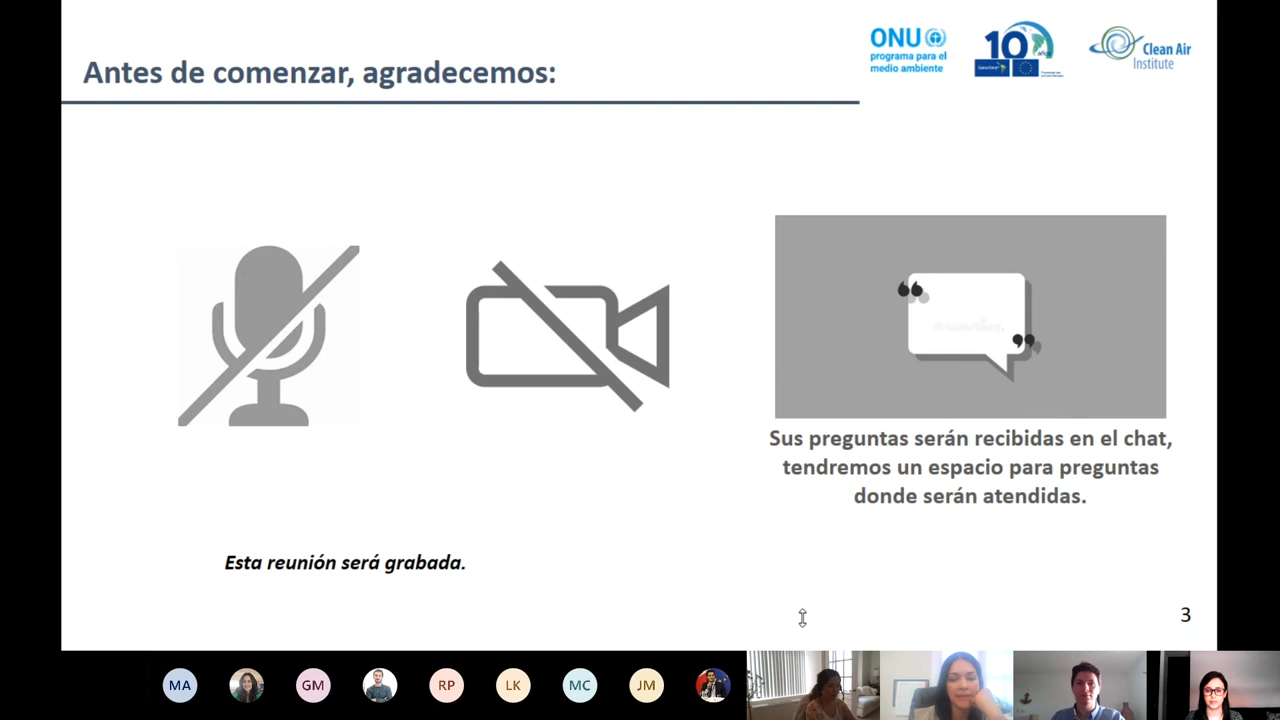 Antes de comenzar, agradecemos:
ONU
programa para el
medio ambiente
10
años
Clean Air
Institute
Sus preguntas serán recibidas en el chat,
tendremos un espacio para preguntas
donde serán atendidas.
Esta reunión será grabada.
3
MA
GM
RP
LK
MC
JM